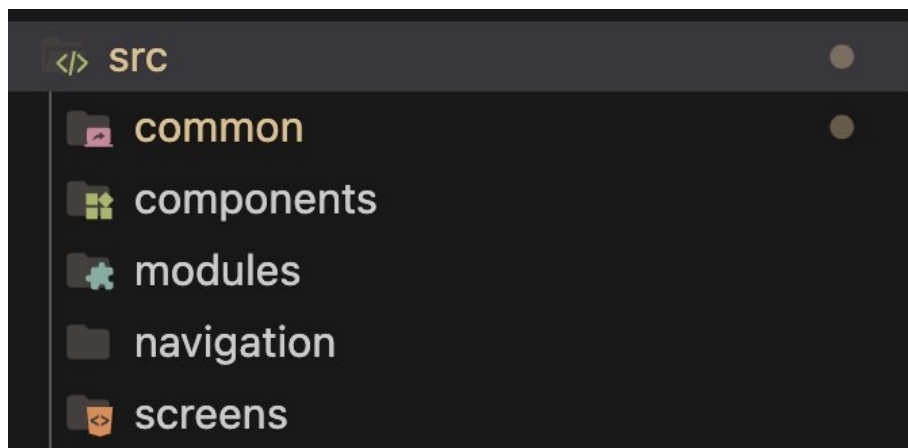 src
common
components
modules
navigation
screens